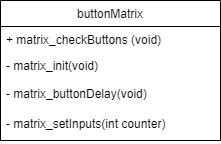 buttonMatrix
+ matrix_checkButtons (void)
- matrix_init(void)
- matrix_buttonDelay(void)
- matrix_setInputs(int counter)